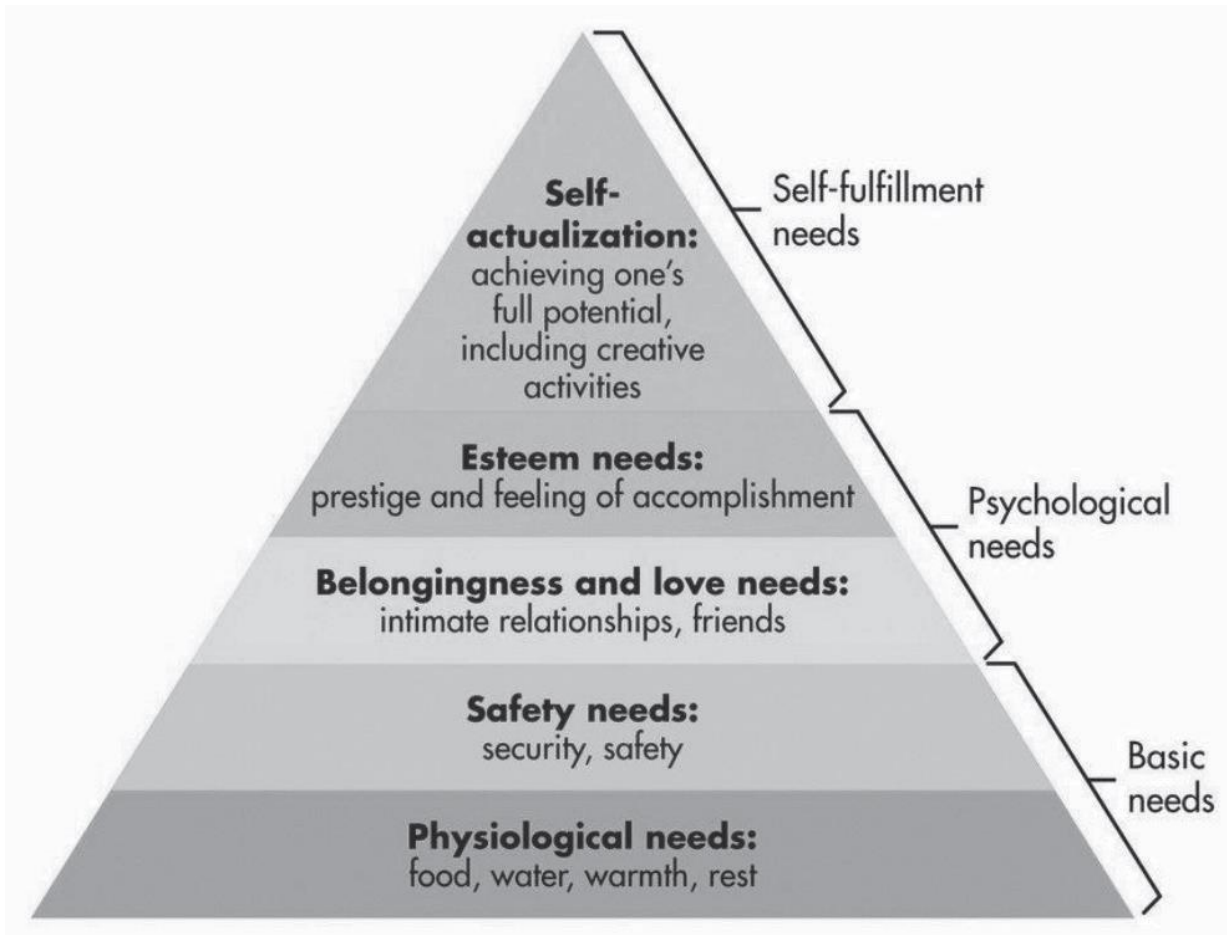 Self-
actualization:
achieving one's
full potential,
including creative
activities
Esteem needs:
prestige and feeling of accomplishment
Belongingness and love needs:
intimate relationships, friends
Safety needs:
security, safety
Physiological needs:
food, water, warmth, rest
Self-fulfillment
needs
Psychological
needs
Basic
needs